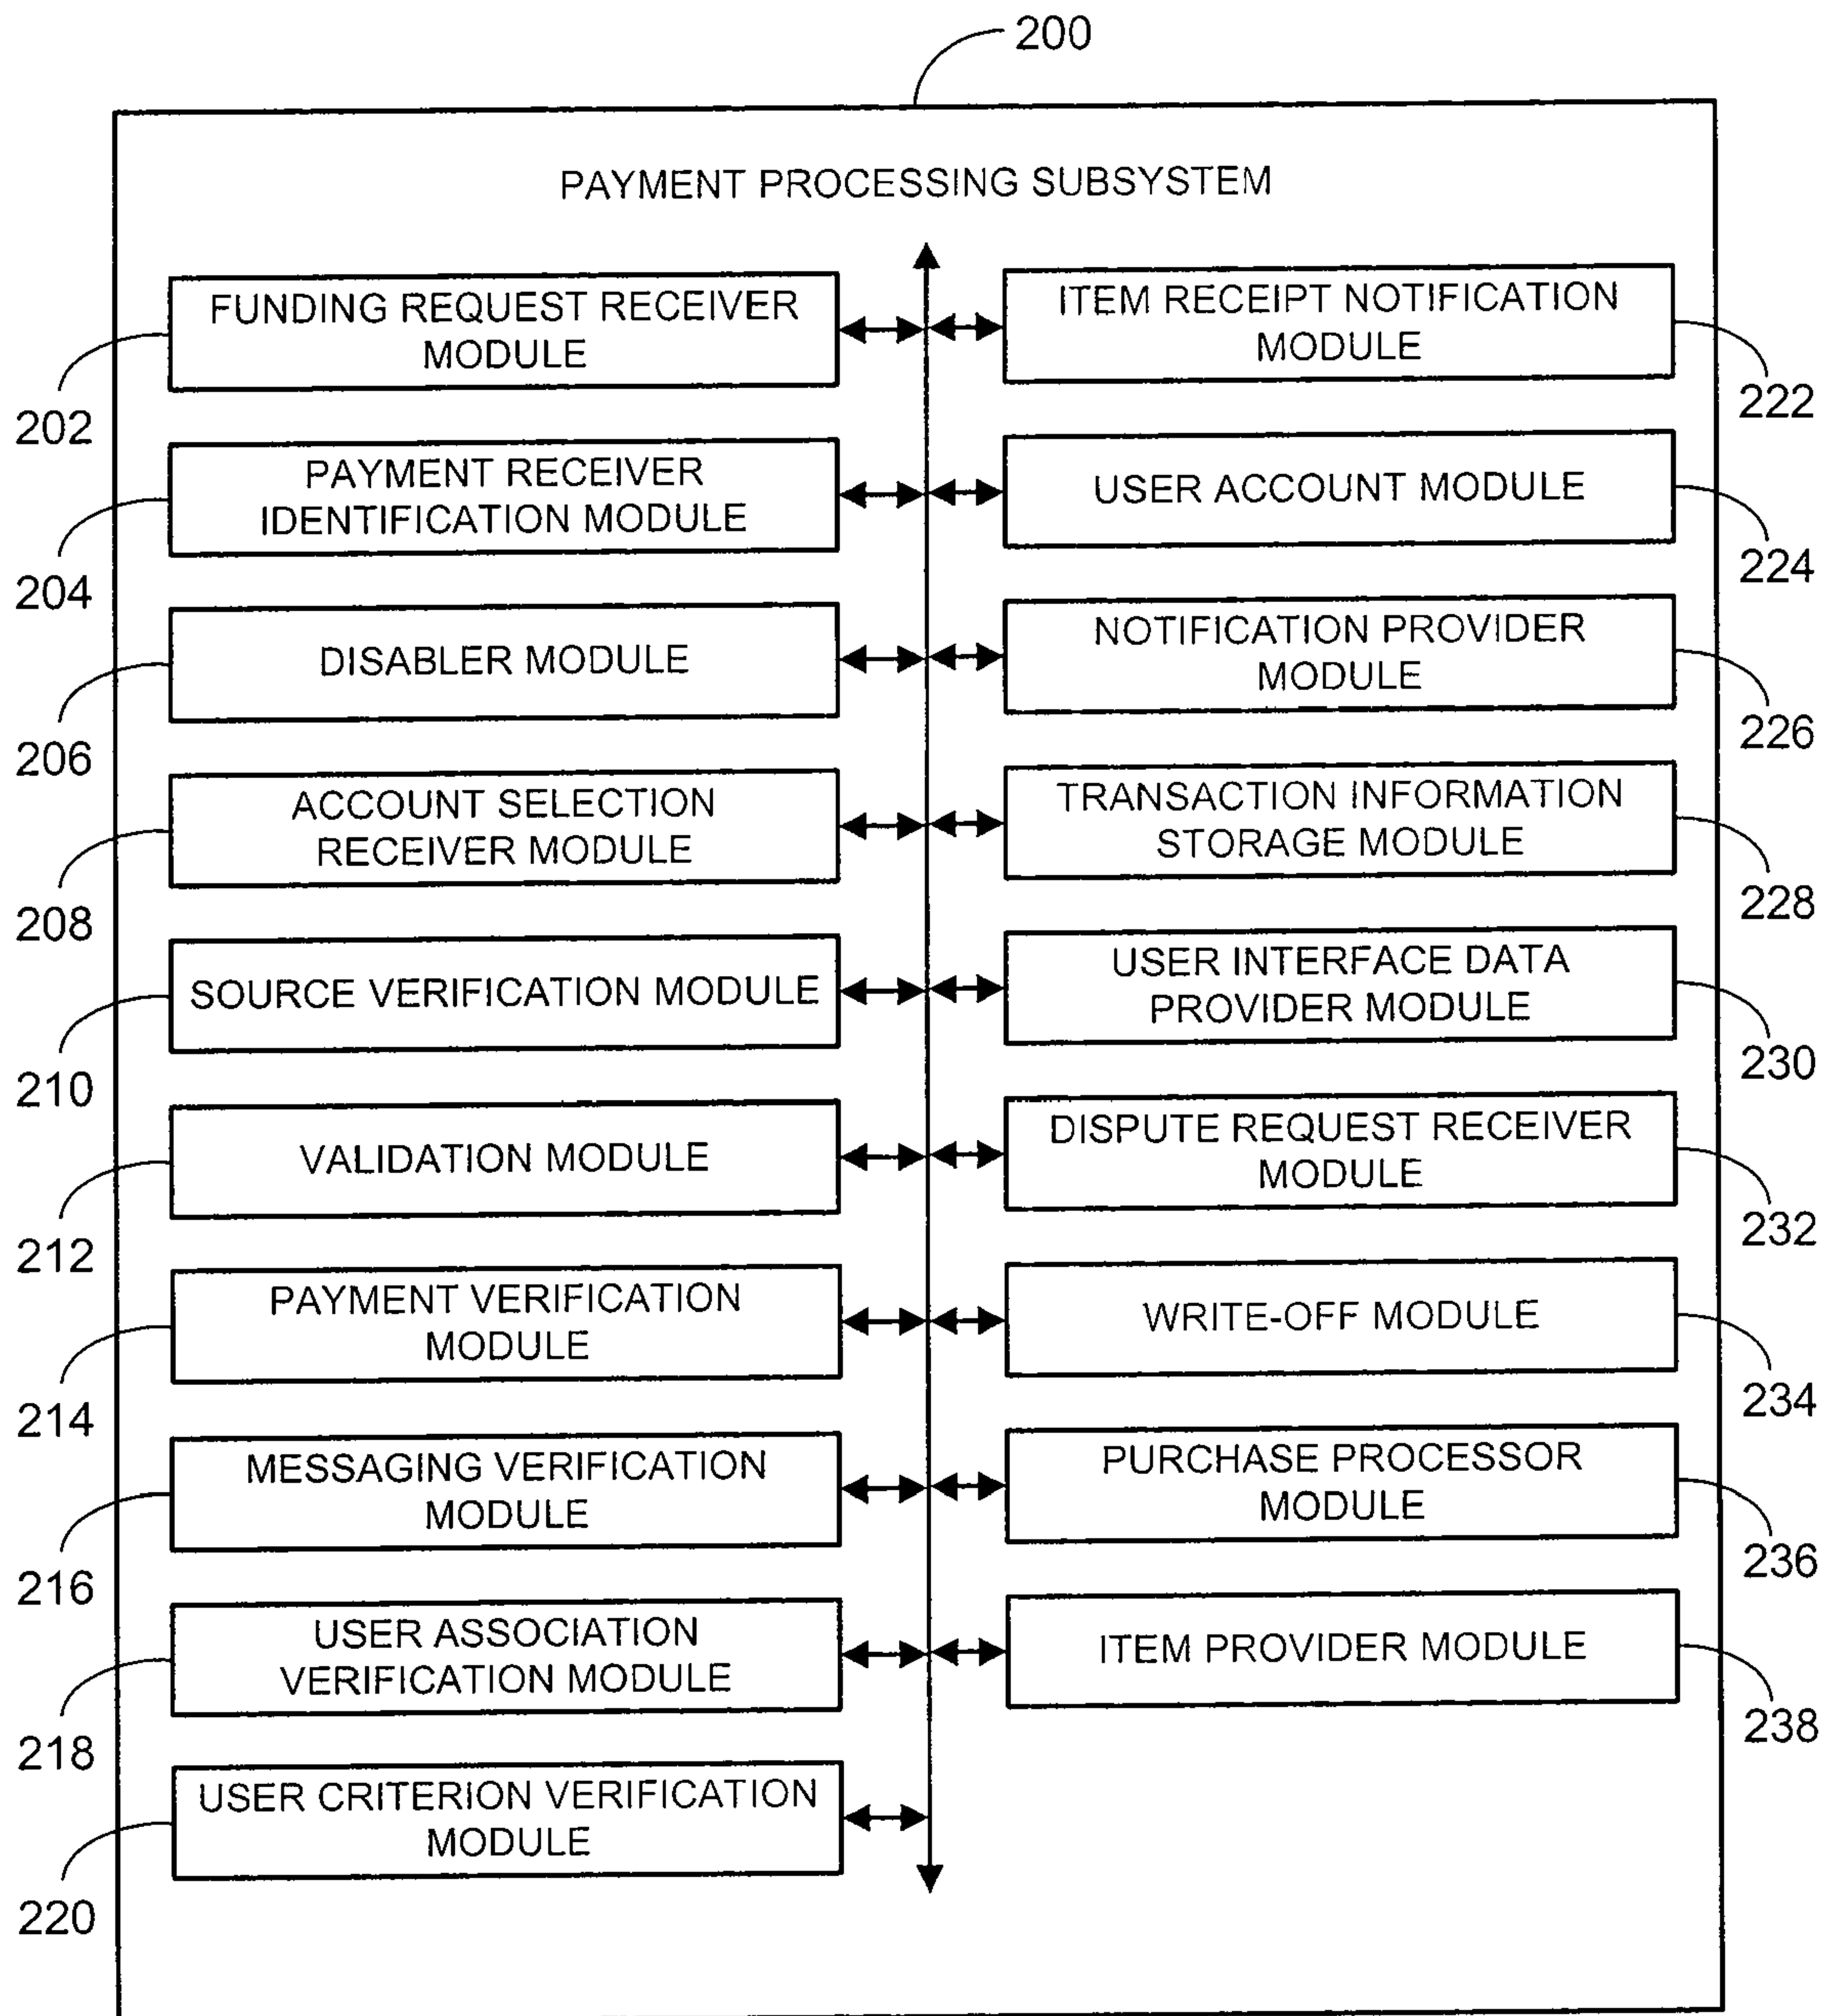 200
PAYMENT PROCESSING SUBSYSTEM
FUNDING REQUEST RECEIVER
MODULE
202
PAYMENT RECEIVER
IDENTIFICATION MODULE
204
DISABLER MODULE
206
ACCOUNT SELECTION
RECEIVER MODULE
208
SOURCE VERIFICATION MODULE
210
VALIDATION MODULE
212
PAYMENT VERIFICATION
MODULE
214
MESSAGING VERIFICATION
MODULE
216
USER ASSOCIATION
VERIFICATION MODULE
218
USER CRITERION VERIFICATION
MODULE
220
ITEM RECEIPT NOTIFICATION
MODULE
222
USER ACCOUNT MODULE
224
NOTIFICATION PROVIDER
MODULE
226
TRANSACTION INFORMATION
STORAGE MODULE
228
USER INTERFACE DATA
PROVIDER MODULE
230
DISPUTE REQUEST RECEIVER
MODULE
232
WRITE-OFF MODULE
234
PURCHASE PROCESSOR
MODULE
236
ITEM PROVIDER MODULE
238